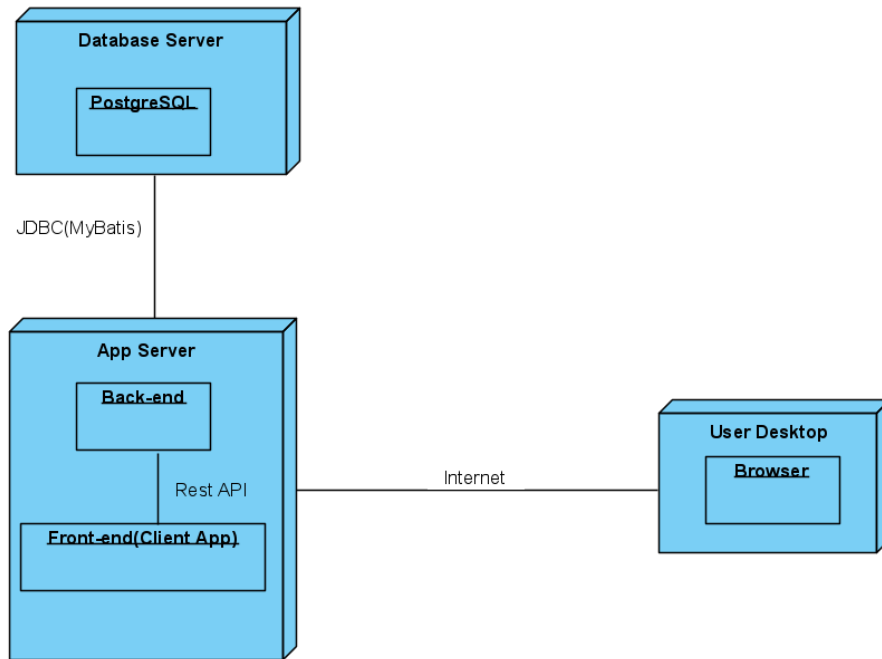 Database Server
PostgreSQL
JDBC(MyBatis)
App Server
Back-end
Rest API
Front-end(Client App)
Internet
User Desktop
Browser